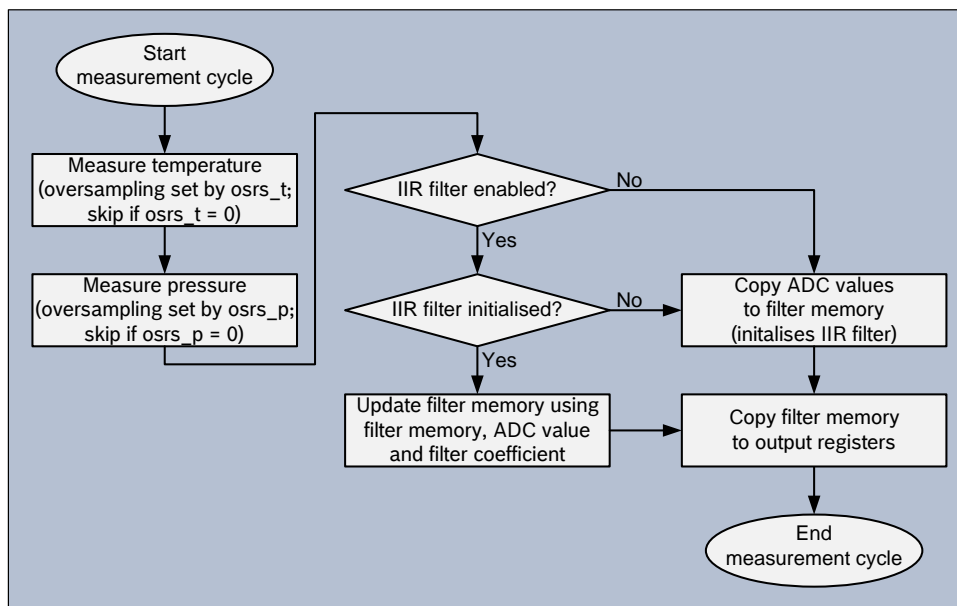 Start
measurement cycle
Measure temperature
(oversampling set by osrs_t;
skip if osrs_t = 0)
Measure pressure
(oversampling set by osrs_p;
skip if osrs_p = 0)
IIR filter enabled?
No
Yes
IIR filter initialised?
No
Yes
Copy ADC values
to filter memory
(initalises IIR filter)
Update filter memory using
filter memory, ADC value
and filter coefficient
Copy filter memory
to output registers
End
measurement cycle